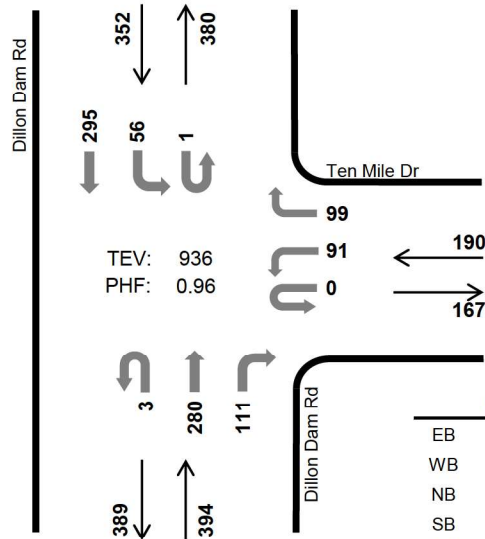 Dillon Dam Rd
352
380
295
56
1
Ten Mile Dr
99
91
0
190
167
TEV: 936
PHF: 0.96
3
280
111
389
394
Dillon Dam Rd
EB
WB
NB
SB